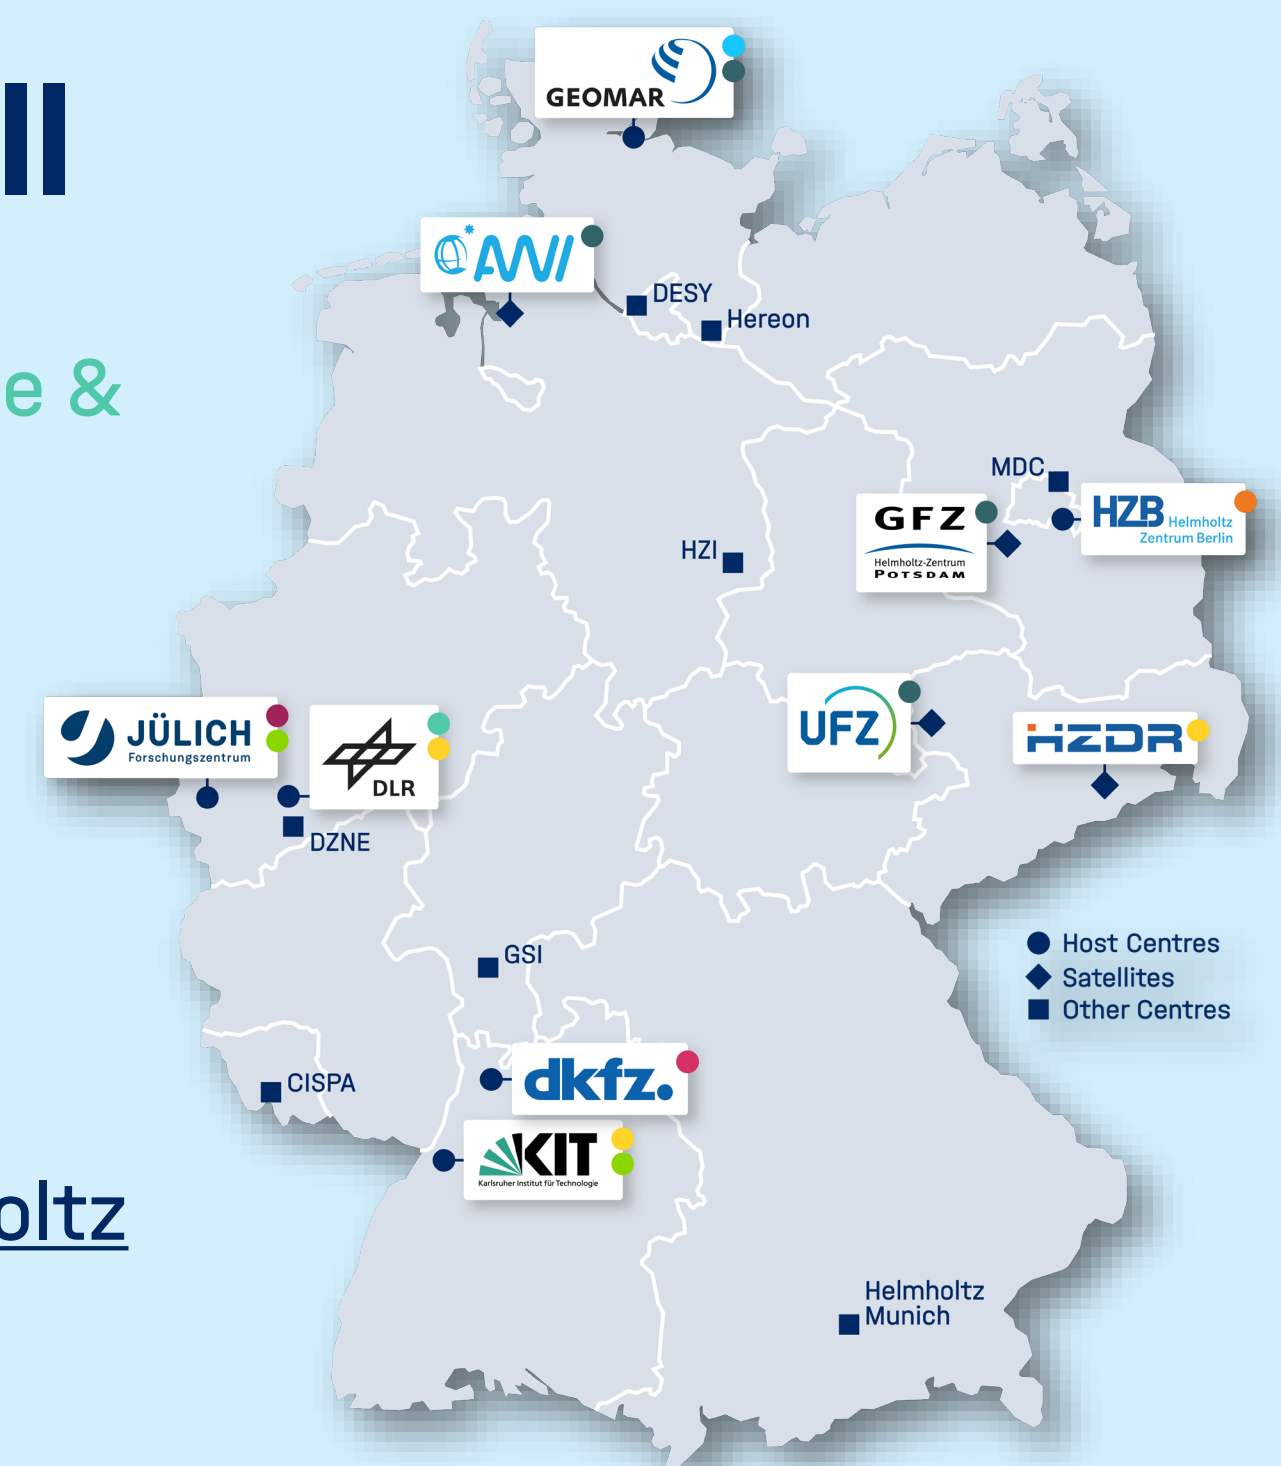 ll
GEOMAR
AWI
DESY
Hereon
e &
MDC
HZB Helmholtz
Zentrum Berlin
GFZ
Helmholtz-Zentrum
POTSDAM
HZI
JÜLICH
Forschungszentrum
DLR
UFZ
HZDR
DZNE
GSI
Host Centres
Satellites
Other Centres
dkfz.
CISPA
KIT
Karlsruher Institut für Technologie
oltz
Helmholtz
Munich